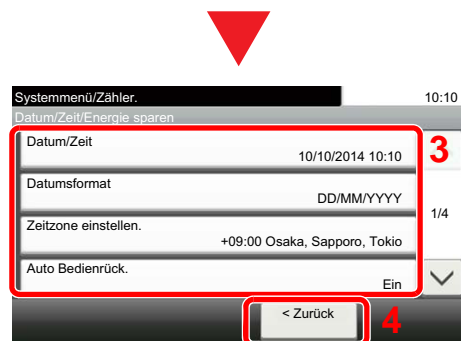 Systemmenü/Zähler. 10:10
Datum/Zeit/Energie sparen
Datum/Zeit
10/10/2014 10:10
3
Datumsformat
DD/MM/YYYY
1/4
Zeitzone einstellen.
+09:00 Osaka, Sapporo, Tokio
Auto Bedienrück.
Ein
< Zurück
4